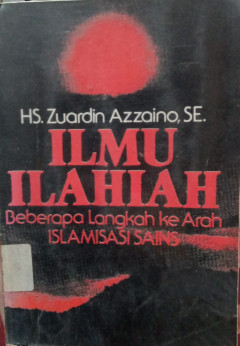 HS. Zuardin Azzaino, SE.
ILMU
ILAHIAH
Beberapa Langkah ke Arah
ISLAMISASI SAINS